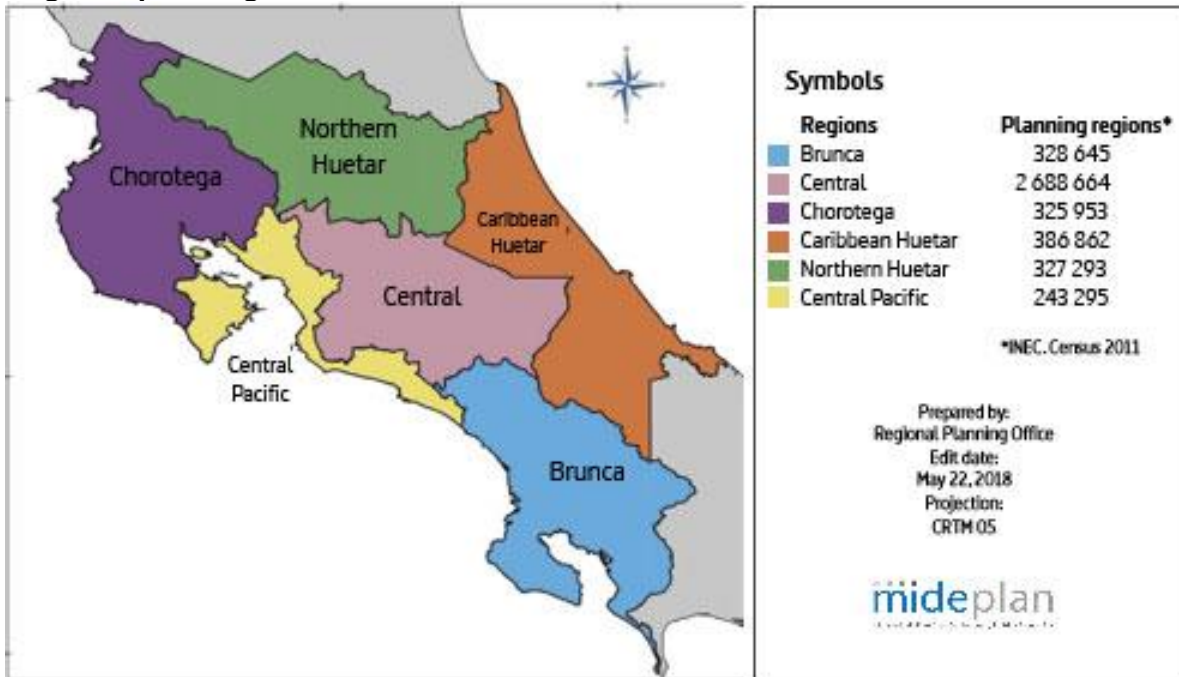 Northern
Huetar
Chorotega
Caribbean
Huetar
Central
Central
Pacific
Brunca
Symbols
Regions Planning regions*
Brunca 328 645
Central 2 688 664
Chorotega 325 953
Caribbean Huetar 386 862
Northern Huetar 327 293
Central Pacific 243 295
*INEC. Census 2011
Prepared by:
Regional Planning Office
Edit date:
May 22, 2018
Projection:
CRTM 05
mideplan